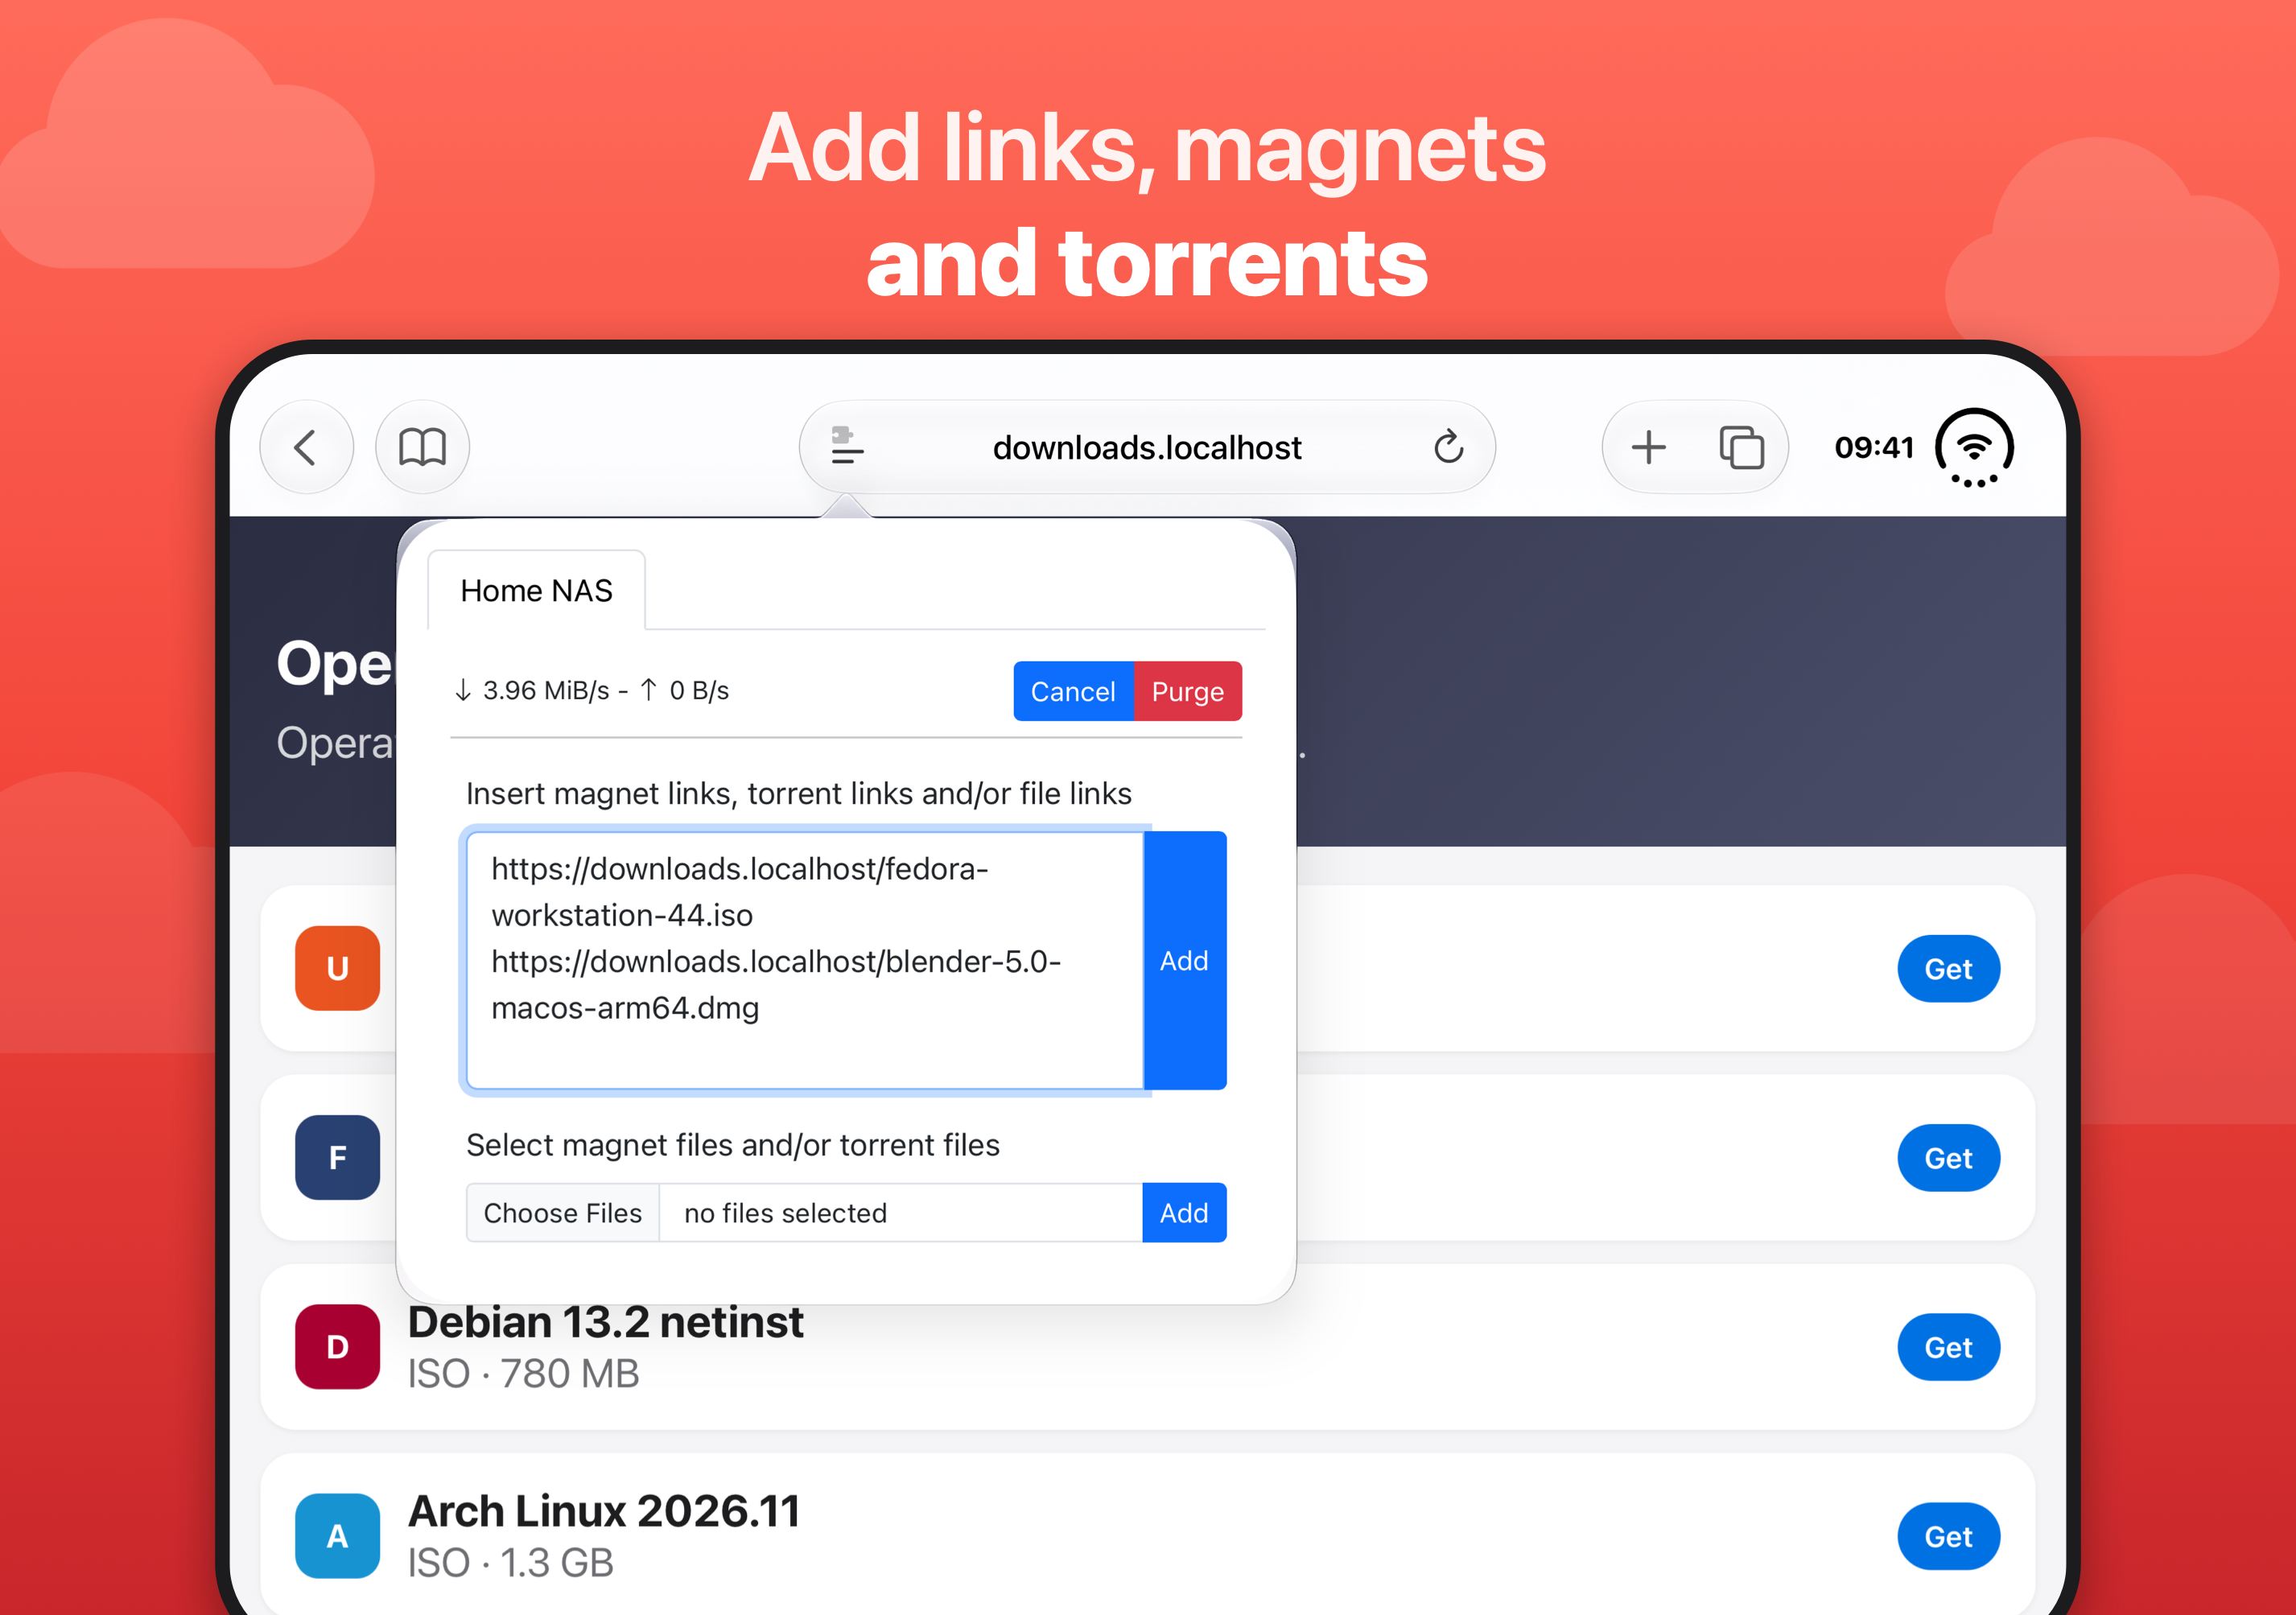 Add links, magnets
and torrents
downloads.localhost
09:41
Home NAS
↓ 3.96 MiB/s - ↑ 0 B/s
Cancel
Purge
Ope
Opera
.
Insert magnet links, torrent links and/or file links
https://downloads.localhost/fedora-
workstation-44.iso
https://downloads.localhost/blender-5.0-
macos-arm64.dmg
Add
U
Get
Select magnet files and/or torrent files
F
Get
Choose Files
no files selected
Add
D
Debian 13.2 netinst
ISO · 780 MB
Get
A
Arch Linux 2026.11
ISO · 1.3 GB
Get